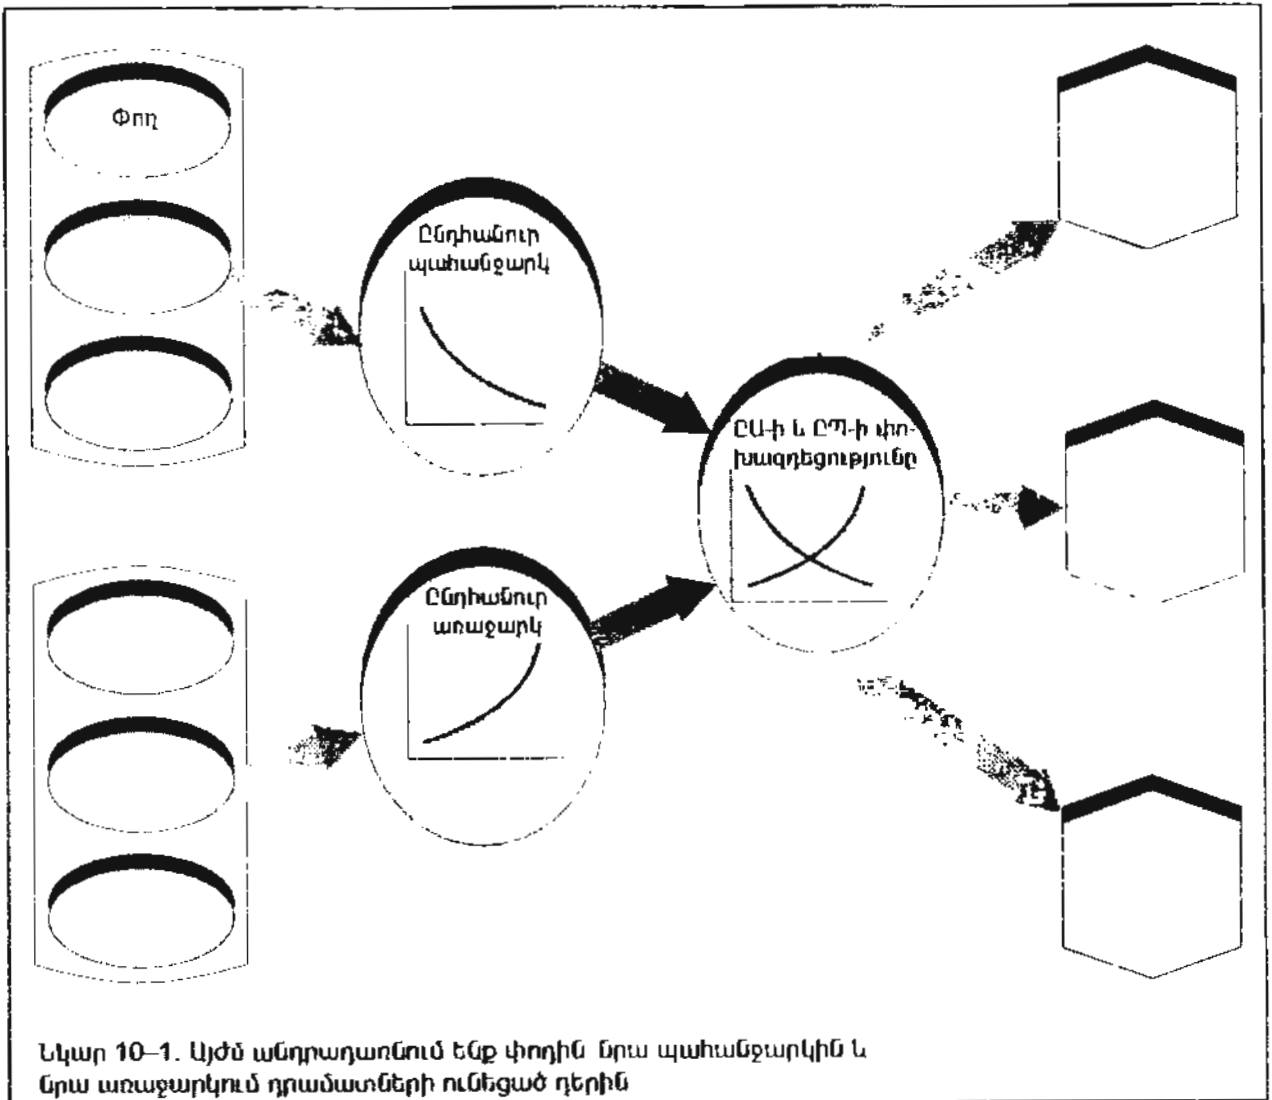 Փող
Ընդհանուր
պահանջարկ
ԸԱ-ի և ԸՊ-ի փո-
խազդեցությունը
Ընդհանուր
առաջարկ
Նկար 10–1. Այժմ անդրադառնում ենք փողին նրա պահանջարկին և
նրա առաջարկում դրամատների ունեցած դերին